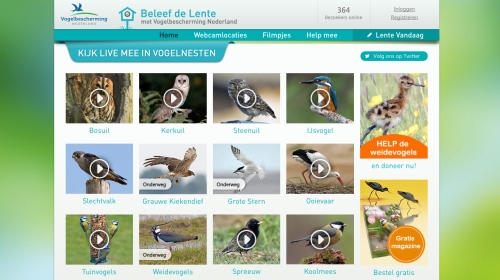 Vogelbescherming
NEDERLAND
Beleef de Lente
met Vogelbescherming Nederland
364
Bezoekers online
Inloggen
Registreren
Home
Webcamlocaties
Filmpjes
Help mee
Lente Vandaag
KIJK LIVE MEE IN VOGELNESTEN
Volg ons op Twitter
Bosuil
Kerkuil
Steenuil
IJsvogel
HELP de
weidevogels
en doneer nu!
Onderweg
Onderweg
Slechtvalk
Grauwe Kiekendief
Grote Stern
Ooievaar
Onderweg
Gratis
magazine
Tuinvogels
Weidevogels
Spreeuw
Koolmees
Bestel gratis